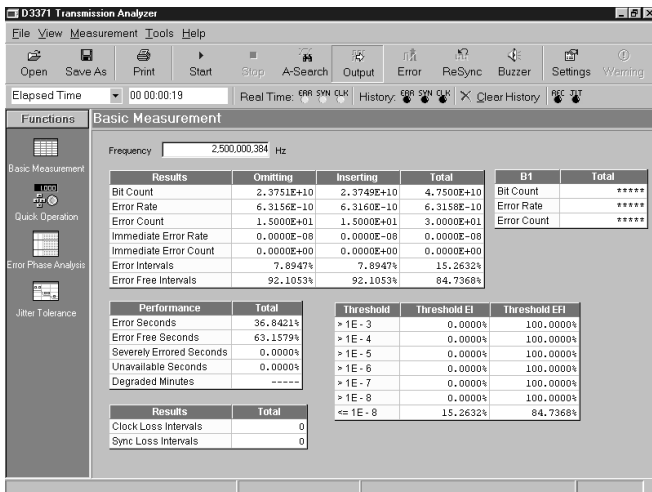 D3371 Transmission Analyzer
File View Measurement Tools Help
Open Save As Print Start Stop A-Search Output Error ReSync Buzzer Settings Warning
Elapsed Time 00 00:00:19 Real Time: ERR SYN CLK History: ERR SYN CLK Clear History REC JIT
Functions Basic Measurement
Basic Measurement
Quick Operation
Error Phase Analysis
Jitter Tolerance
Frequency 2,500,000,384 Hz
Results Omitting Inserting Total
Bit Count 2.3751E+10 2.3749E+10 4.7500E+10
Error Rate 6.3156E-10 6.3160E-10 6.3158E-10
Error Count 1.5000E+01 1.5000E+01 3.0000E+01
Immediate Error Rate 0.0000E-08 0.0000E-08 0.0000E-08
Immediate Error Count 0.0000E+00 0.0000E+00 0.0000E+00
Error Intervals 7.8947% 7.8947% 15.2632%
Error Free Intervals 92.1053% 92.1053% 84.7368%
B1 Total
Bit Count *****
Error Rate *****
Error Count *****
Performance Total
Error Seconds 36.8421%
Error Free Seconds 63.1579%
Severely Errored Seconds 0.0000%
Unavailable Seconds 0.0000%
Degraded Minutes -----
Threshold Threshold EI Threshold EFI
> 1E - 3 0.0000% 100.0000%
> 1E - 4 0.0000% 100.0000%
> 1E - 5 0.0000% 100.0000%
> 1E - 6 0.0000% 100.0000%
> 1E - 7 0.0000% 100.0000%
> 1E - 8 0.0000% 100.0000%
<= 1E - 8 15.2632% 84.7368%
Results Total
Clock Loss Intervals 0
Sync Loss Intervals 0